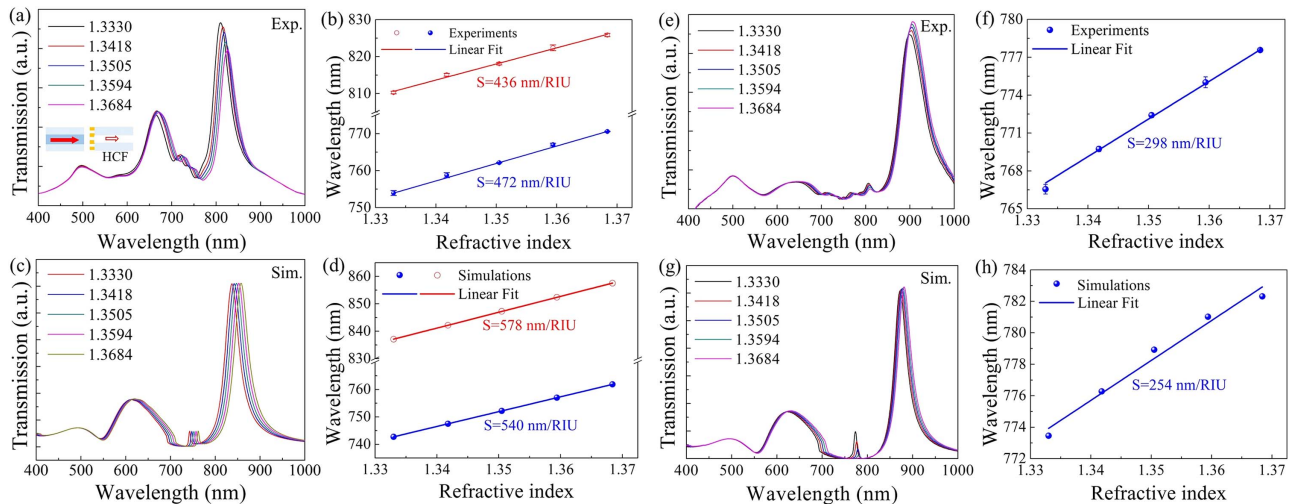 (a)
Exp.
1.3330
1.3418
1.3505
1.3594
1.3684
HCF
Transmission (a.u.)
400 500 600 700 800 900 1000
Wavelength (nm)
(b)
Experiments
Linear Fit
S=436 nm/RIU
S=472 nm/RIU
Wavelength (nm)
830
820
810
770
760
750
1.33 1.34 1.35 1.36 1.37
Refractive index
(e)
Exp.
1.3330
1.3418
1.3505
1.3594
1.3684
Transmission (a.u.)
400 500 600 700 800 900 1000
Wavelength (nm)
(f)
Experiments
Linear Fit
S=298 nm/RIU
Wavelength (nm)
780
777
774
771
768
765
1.33 1.34 1.35 1.36 1.37
Refractive index
(c)
Sim.
1.3330
1.3418
1.3505
1.3594
1.3684
Transmission (a.u.)
400 500 600 700 800 900 1000
Wavelength (nm)
(d)
Simulations
Linear Fit
S=578 nm/RIU
S=540 nm/RIU
Wavelength (nm)
860
850
840
830
760
750
740
1.33 1.34 1.35 1.36 1.37
Refractive index
(g)
Sim.
1.3330
1.3418
1.3505
1.3594
1.3684
Transmission (a.u.)
400 500 600 700 800 900 1000
Wavelength (nm)
(h)
Simulations
Linear Fit
S=254 nm/RIU
Wavelength (nm)
784
782
780
778
776
774
772
1.33 1.34 1.35 1.36 1.37
Refractive index